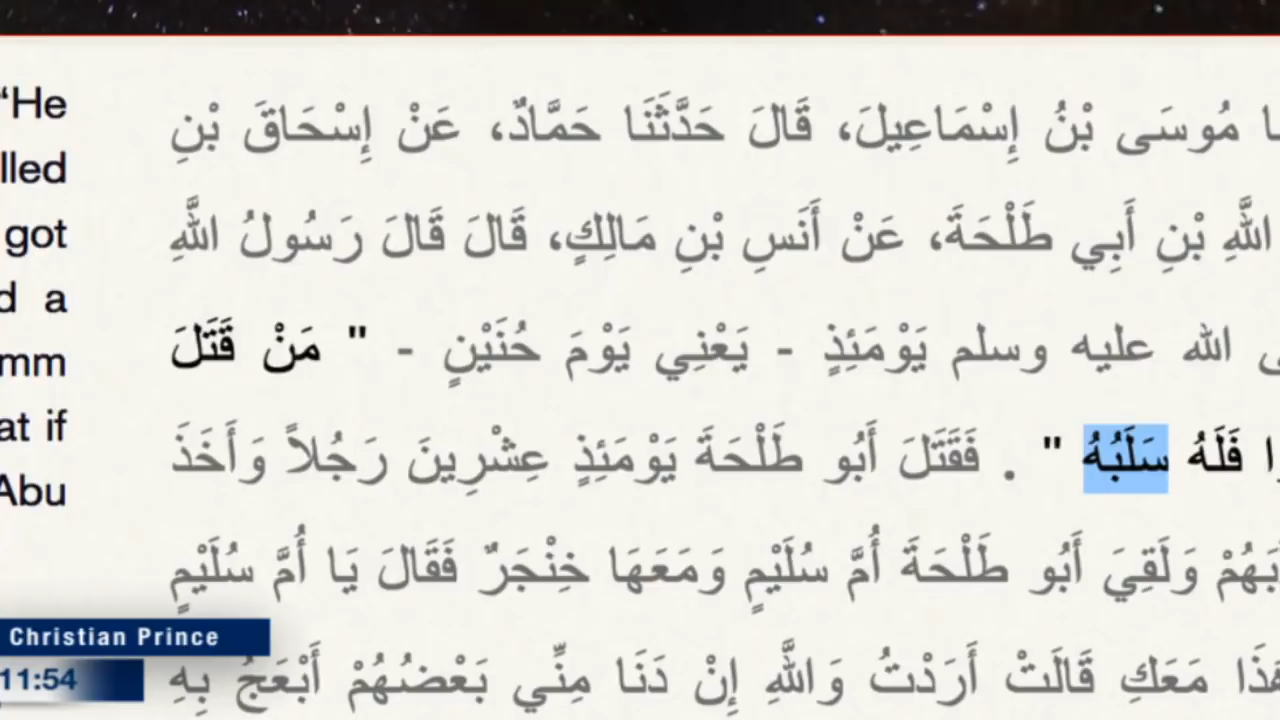 ‘He
lled
got
d a
mm
at if
Abu
مُوسَى بْنُ إِسْمَاعِيلَ، قَالَ حَدَّثَنَا حَمَّادٌ، عَنْ إِسْحَاقَ بْنِ
اللَّهِ بْنِ أَبِي طَلْحَةَ، عَنْ أَنَسِ بْنِ مَالِكٍ، قَالَ قَالَ رَسُولُ اللَّهِ
الله عليه وسلم يَوْمَئِذٍ - يَعْنِي يَوْمَ حُنَيْنٍ - " مَنْ قَتَلَ
فَلَهُ سَلَبُهُ " . فَقَتَلَ أَبُو طَلْحَةَ يَوْمَئِذٍ عِشْرِينَ رَجُلاً وَأَخَذَ
وَلَقِيَ أَبُو طَلْحَةَ أُمَّ سُلَيْمٍ وَمَعَهَا خِنْجَرٌ فَقَالَ يَا أُمَّ سُلَيْمٍ
مَعَكِ قَالَتْ أَرَدْتُ وَاللَّهِ إِنْ دَنَا مِنِّي بَعْضُهُمْ أَبْعَجُ بِهِ
Christian Prince
11:54